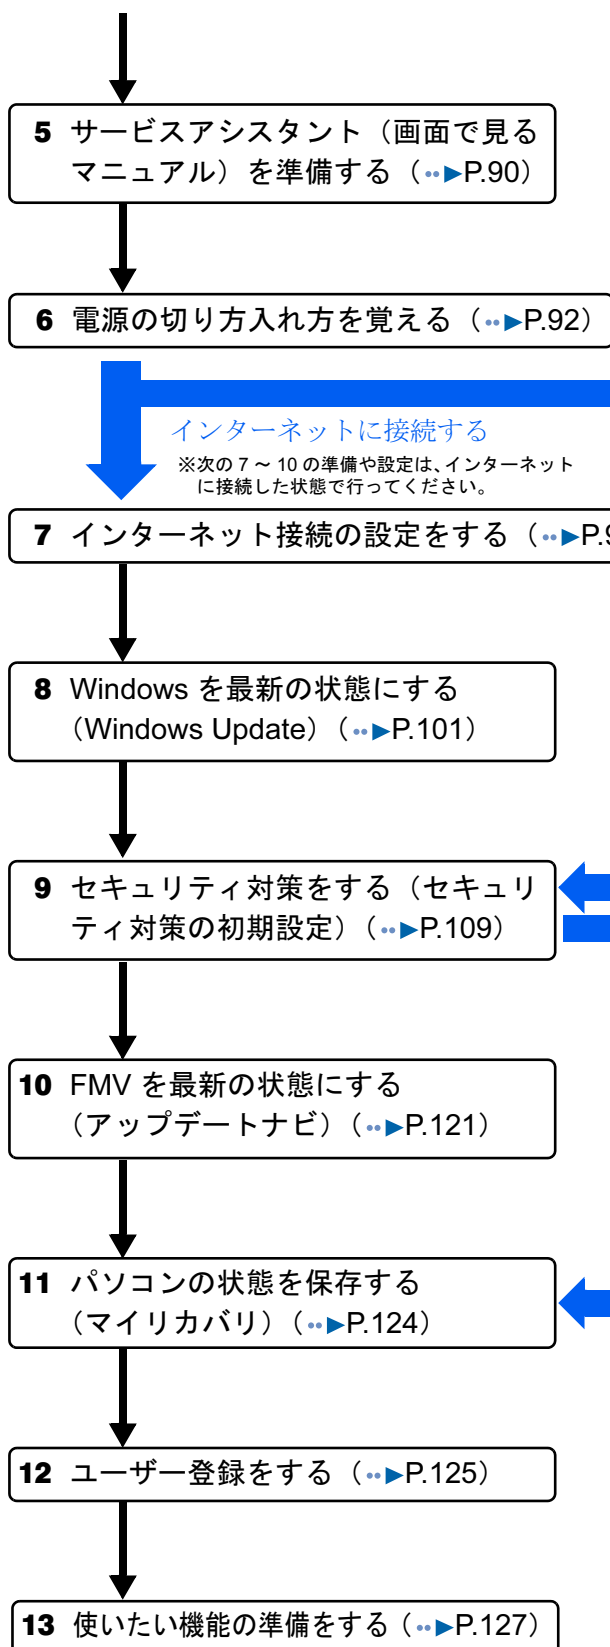 5 サービスアシスタント（画面で見る
マニュアル）を準備する（••▶P.90）
6 電源の切り方入れ方を覚える（••▶P.92）
インターネットに接続する
※次の 7 ～ 10 の準備や設定は、インターネット
に接続した状態で行ってください。
7 インターネット接続の設定をする（••▶P.9
8 Windows を最新の状態にする
（Windows Update）（••▶P.101）
9 セキュリティ対策をする（セキュリ
ティ対策の初期設定）（••▶P.109）
10 FMV を最新の状態にする
（アップデートナビ）（••▶P.121）
11 パソコンの状態を保存する
（マイリカバリ）（••▶P.124）
12 ユーザー登録をする（••▶P.125）
13 使いたい機能の準備をする（••▶P.127）